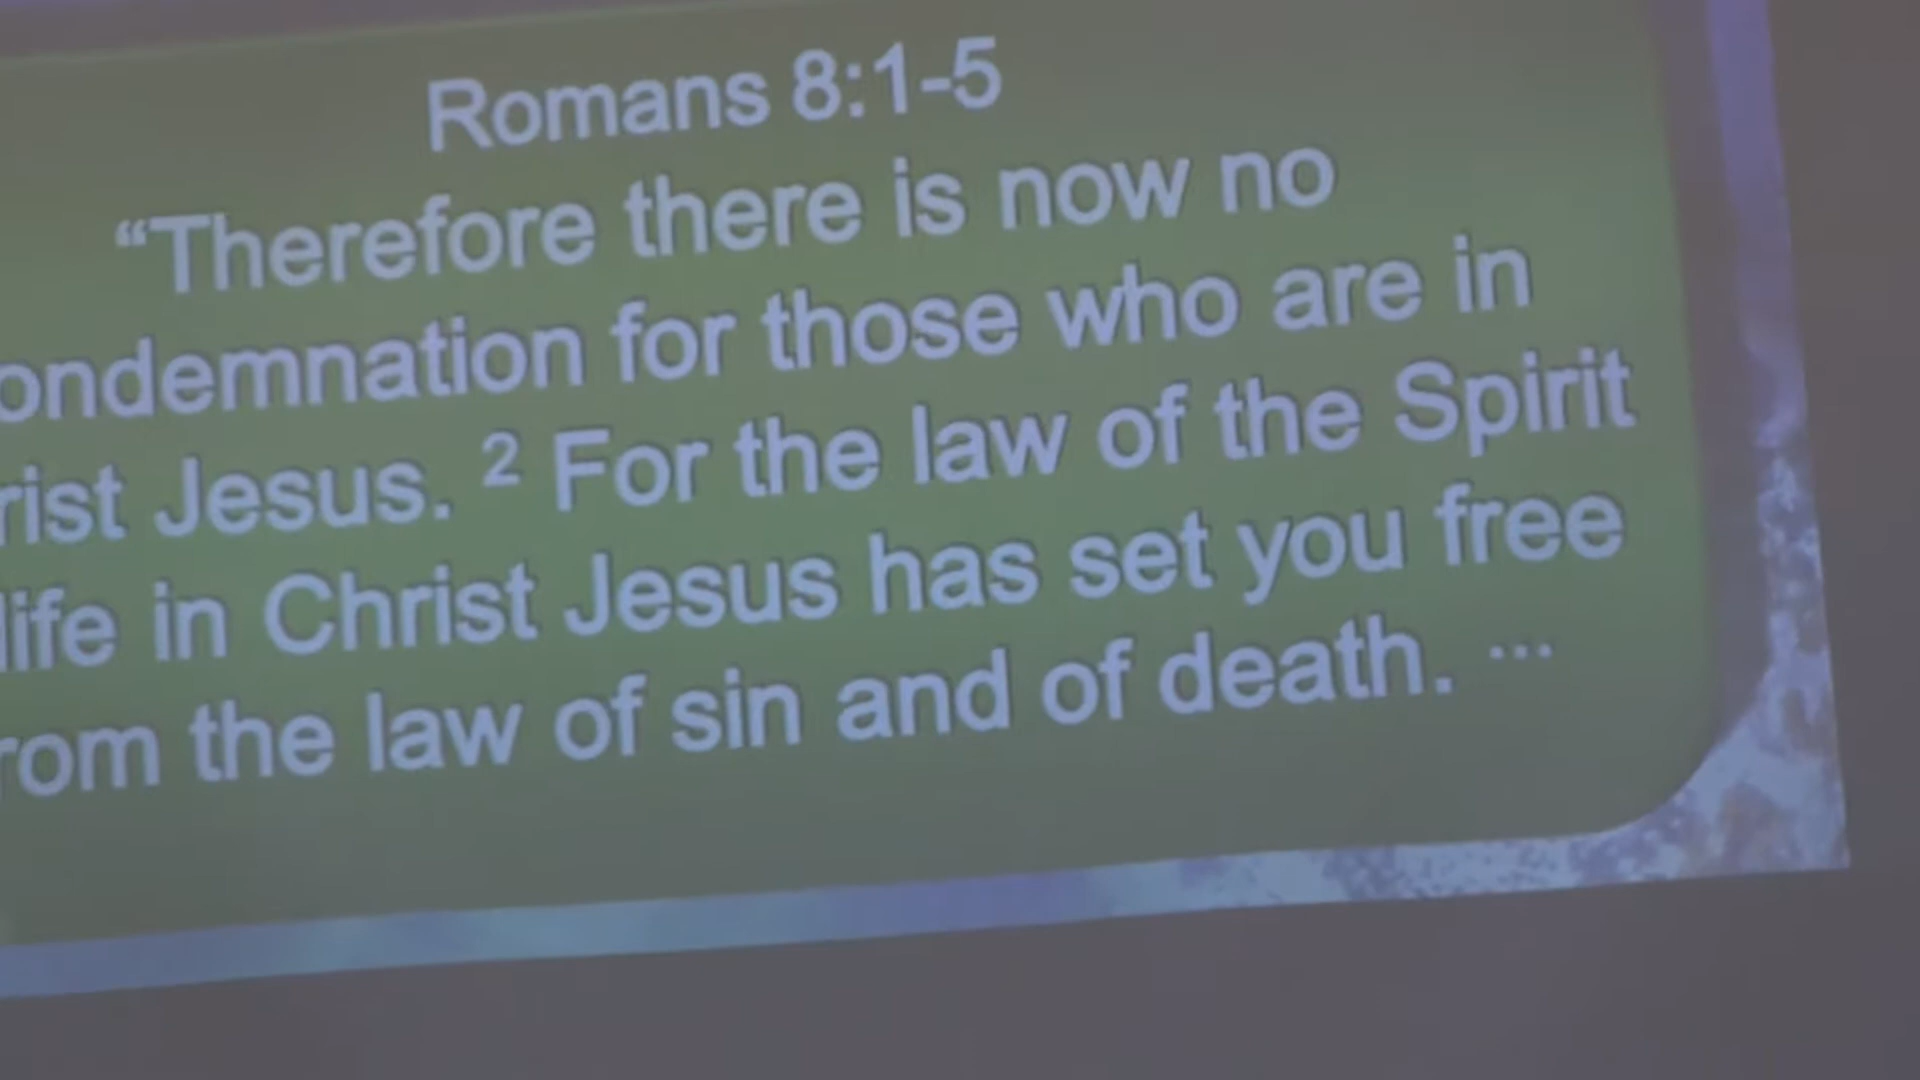 Romans 8:1-5
“Therefore there is now no
ondemnation for those who are in
rist Jesus. ² For the law of the Spirit
life in Christ Jesus has set you free
rom the law of sin and of death. ...